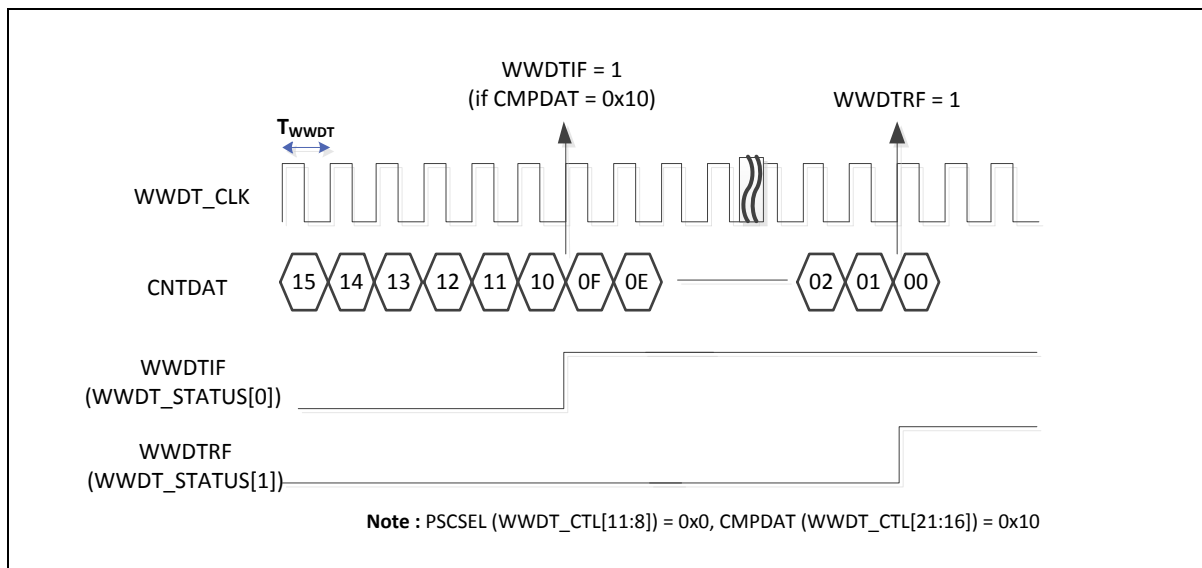 WWDTIF = 1
(if CMPDAT = 0x10)
WWDTRF = 1
TWWDT
WWDT_CLK
CNTDAT
15 14 13 12 11 10 0F 0E 02 01 00
WWDTIF
(WWDT_STATUS[0])
WWDTRF
(WWDT_STATUS[1])
Note : PSCSEL (WWDT_CTL[11:8]) = 0x0, CMPDAT (WWDT_CTL[21:16]) = 0x10